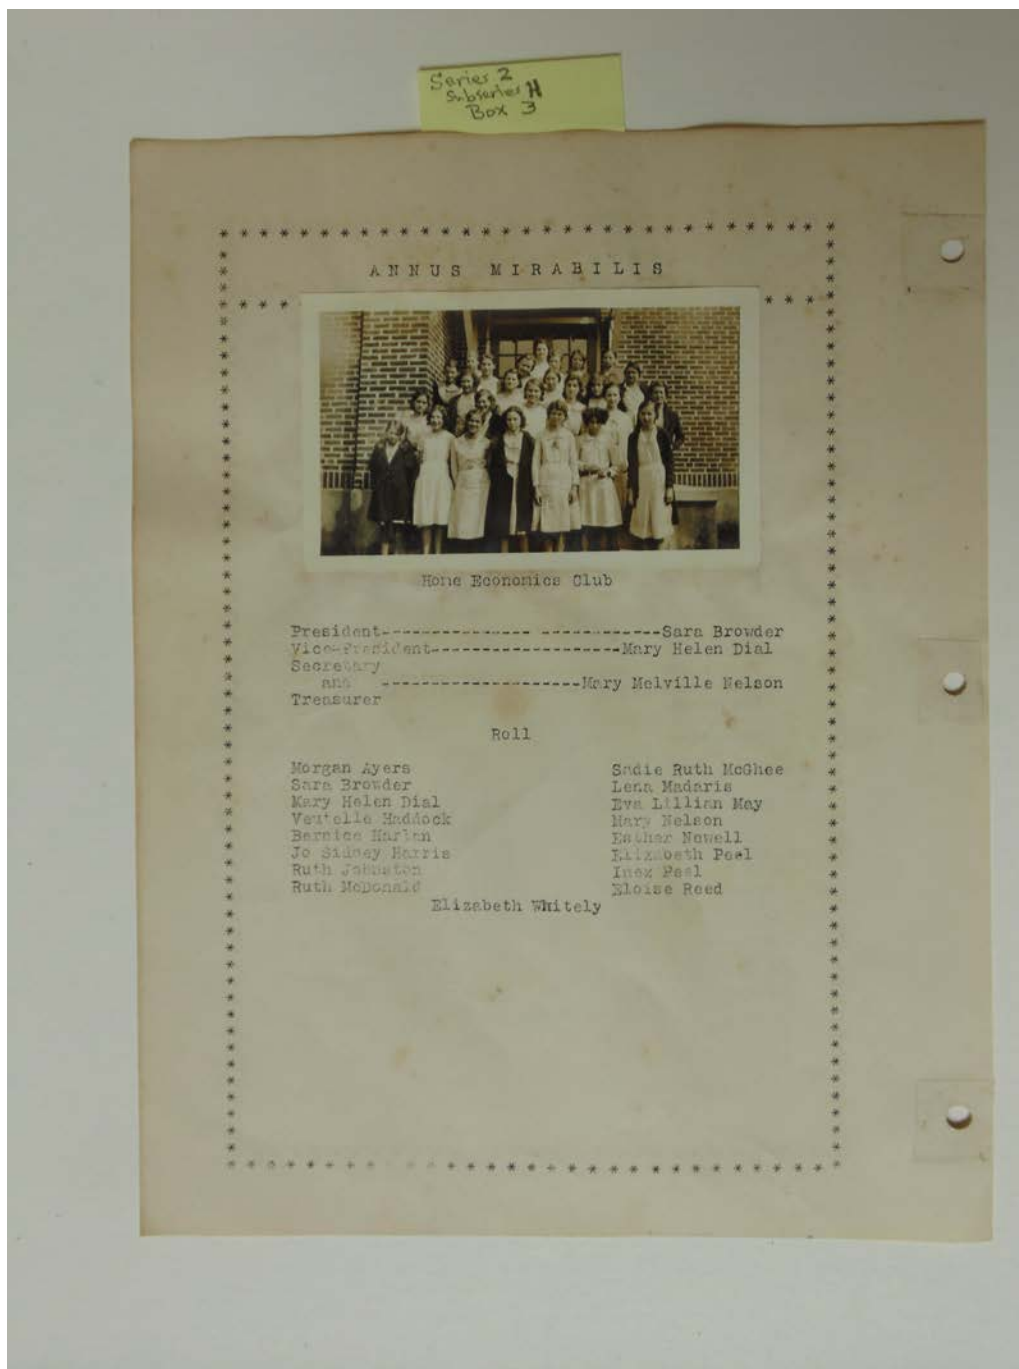 Series 2
Subseries H
Box 3
* * * * * * * * * * * * * * * * * * * * * * * * * * * * * * *
ANNUS MIRABILIS
* * * * * * *
Home Economics Club
President--------------- ------------Sara Browder
Vice-President-------------------Mary Helen Dial
Secretary
and --------------------Mary Melville Nelson
Treasurer
Roll
Morgan Ayers Sadie Ruth McGhee
Sara Browder Lena Madaris
Mary Helen Dial Eva Lillian May
Haddock Mary Nelson
Bernice Harlan Esther Nowell
Jo Sidney Harris Elizabeth Peel
Ruth Johnston Inez Peel
Ruth McDonald Eloise Reed
Elizabeth Whitely
* * * * * * * * * * * * * * * * * * * * * * * * * * * * * * *